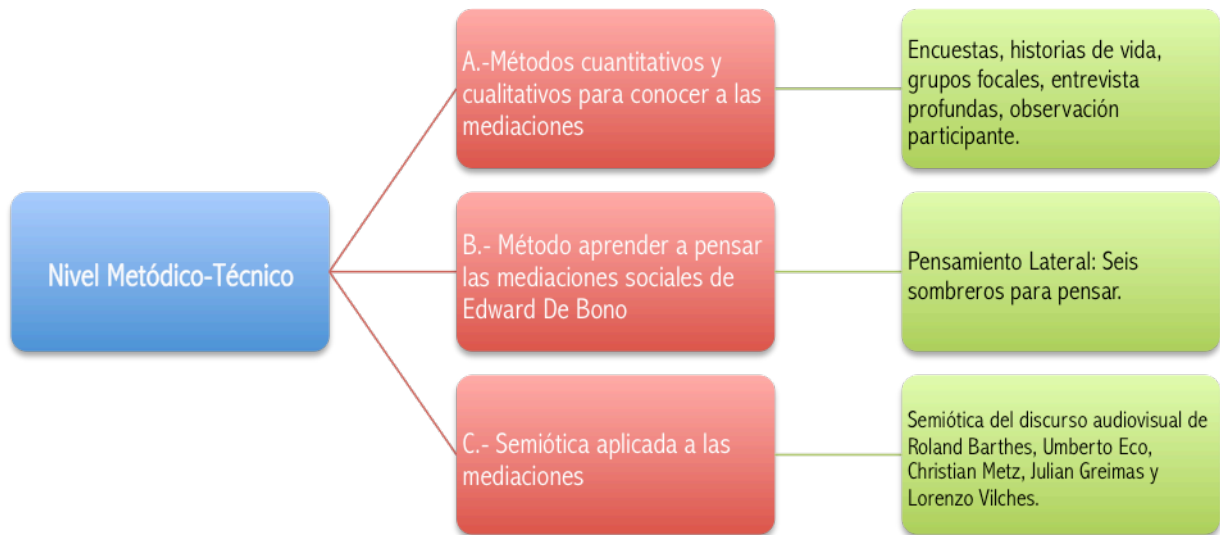 Nivel Metódico-Técnico
A.-Métodos cuantitativos y
cualitativos para conocer a las
mediaciones
Encuestas, historias de vida,
grupos focales, entrevista
profundas, observación
participante.
B.- Método aprender a pensar
las mediaciones sociales de
Edward De Bono
Pensamiento Lateral: Seis
sombreros para pensar.
C.- Semiótica aplicada a las
mediaciones
Semiótica del discurso audiovisual de
Roland Barthes, Umberto Eco,
Christian Metz, Julian Greimas y
Lorenzo Vilches.